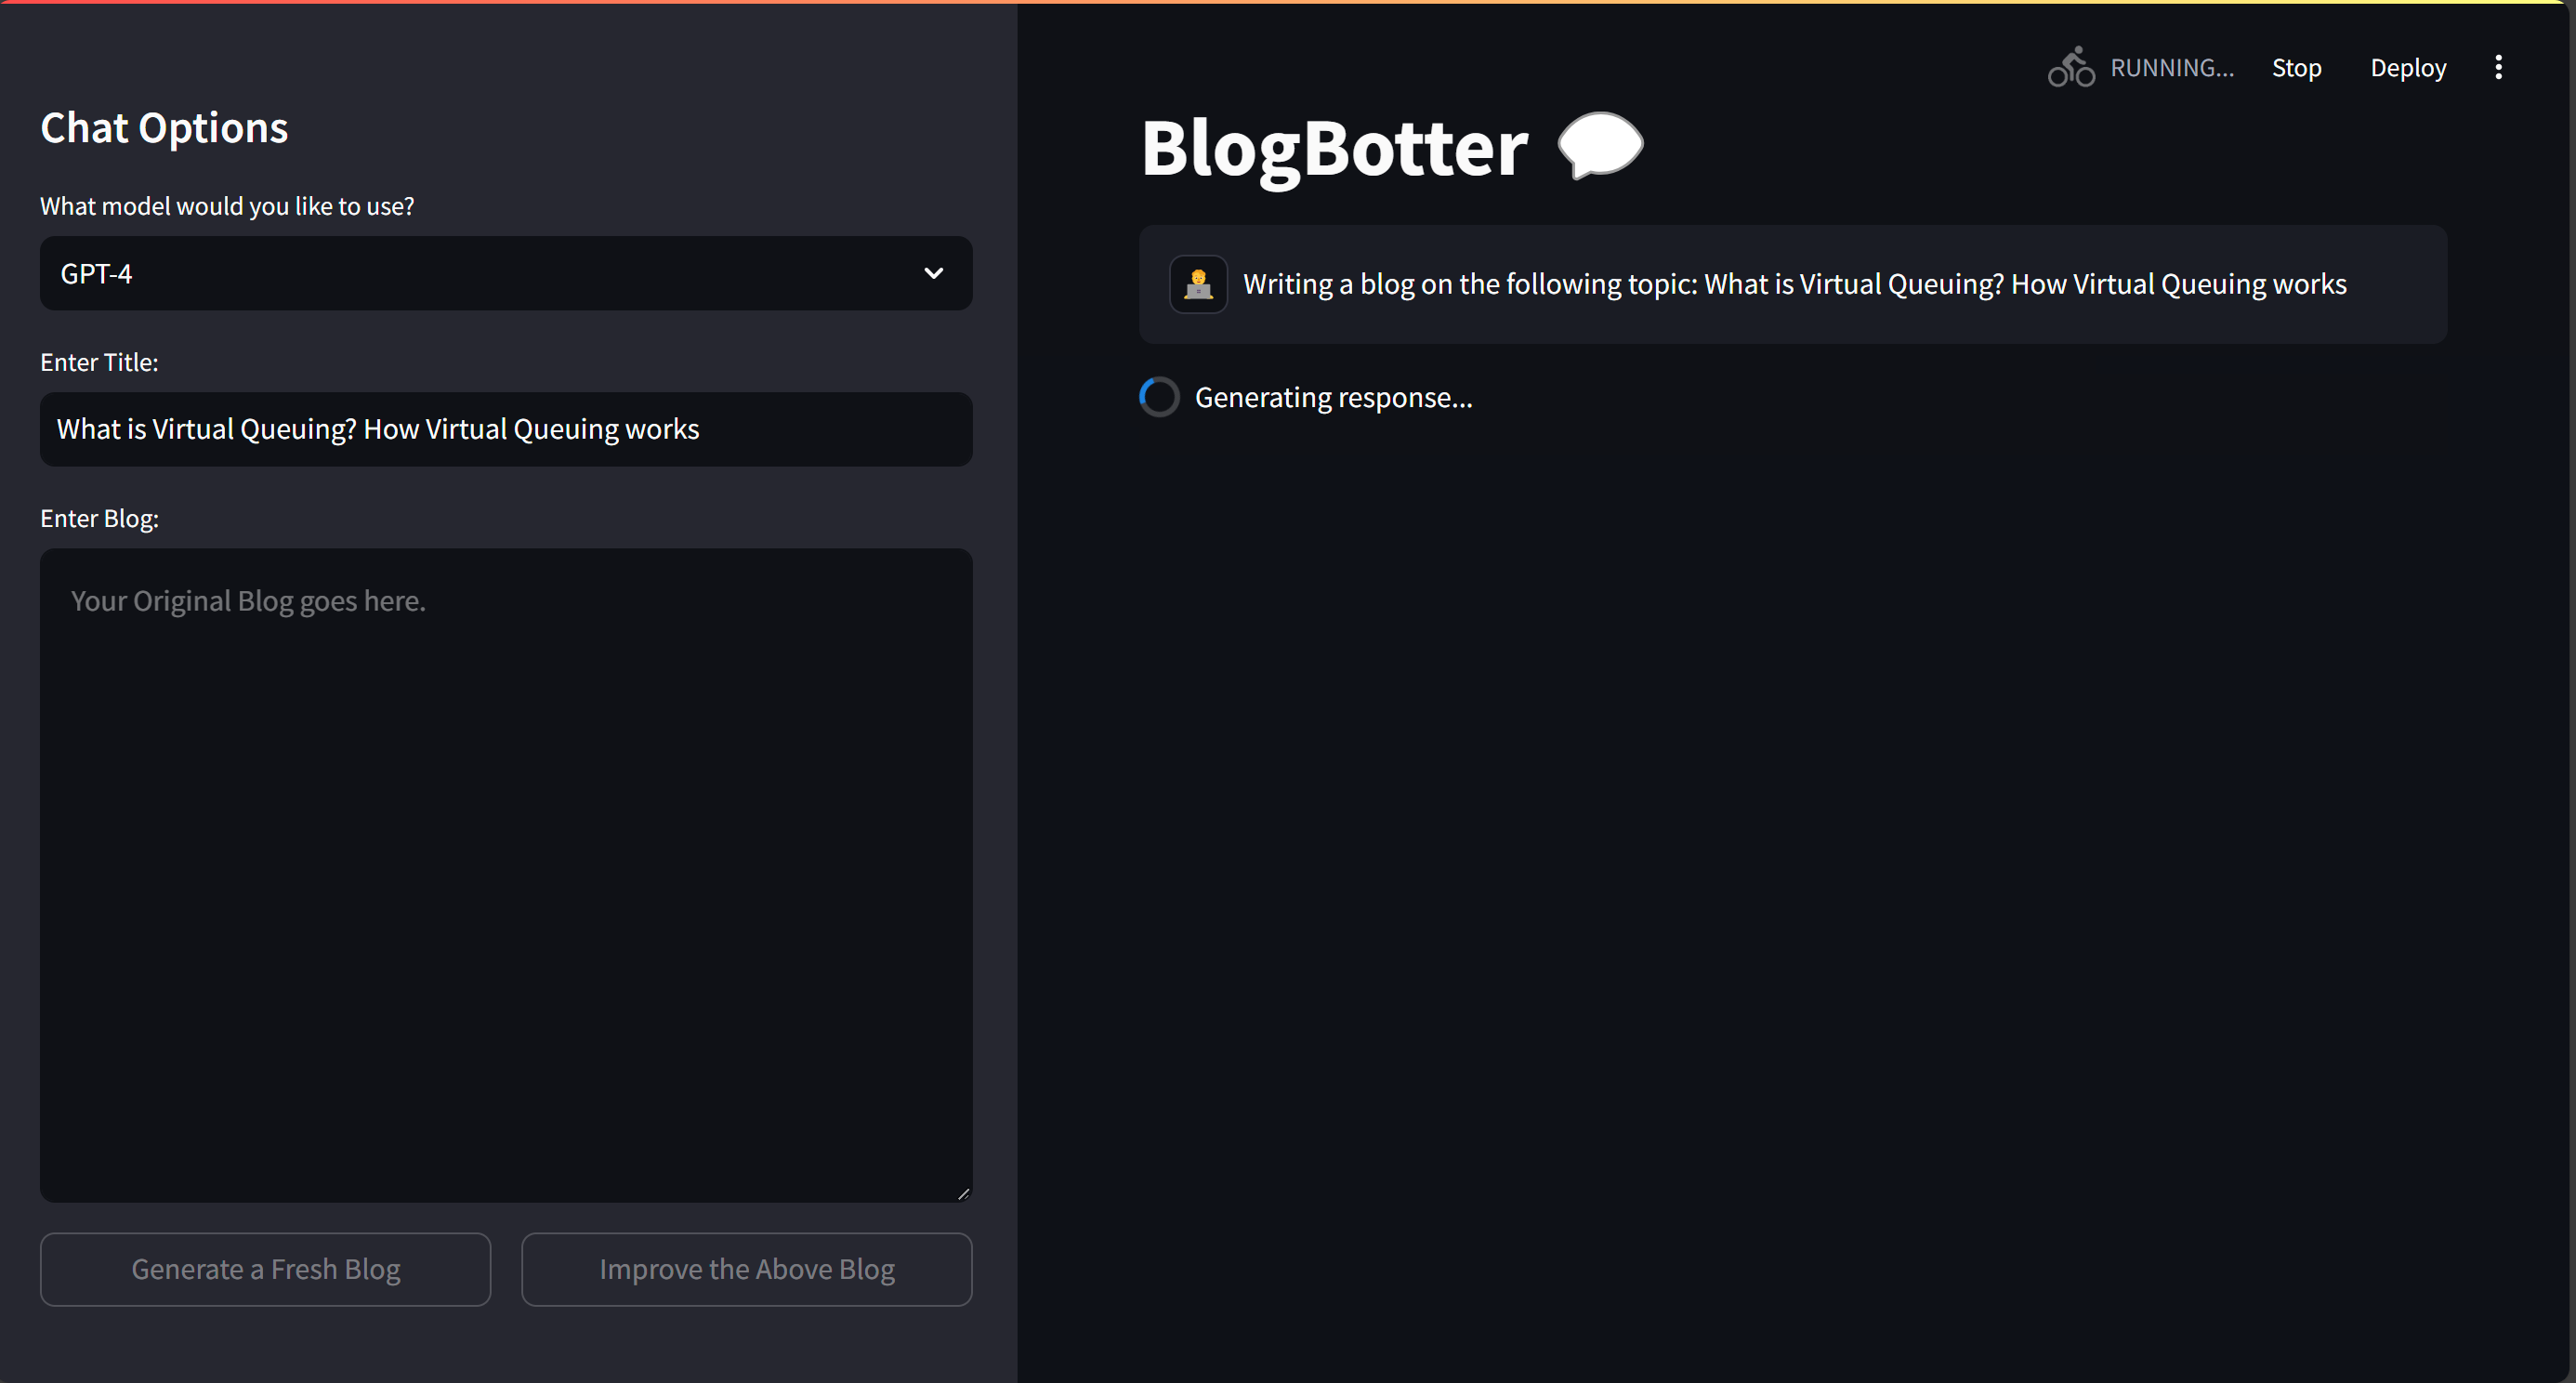 Chat Options
What model would you like to use?
GPT-4
Enter Title:
What is Virtual Queuing? How Virtual Queuing works
Enter Blog:
Your Original Blog goes here.
Generate a Fresh Blog
Improve the Above Blog
RUNNING...
Stop
Deploy
BlogBotter
Writing a blog on the following topic: What is Virtual Queuing? How Virtual Queuing works
Generating response...